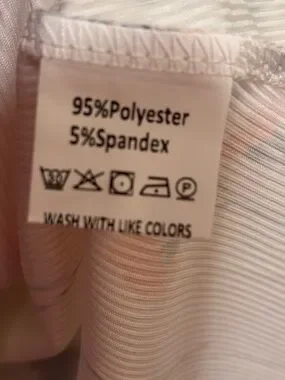 95%Polyester
5%Spandex
WASH WITH LIKE COLORS